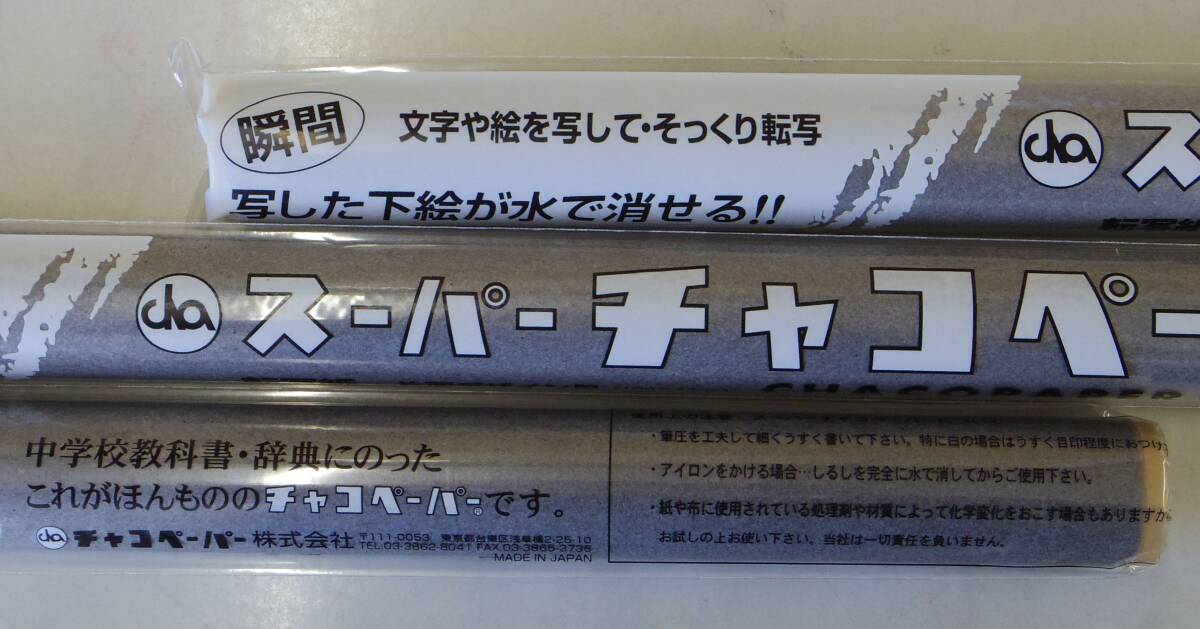 瞬間
文字や絵を写して・そっくり転写
写した下絵が水で消せる!!
cha
ス
cha スーパーチャコペー
CHACOPAPER
中学校教科書・辞典にのった
これがほんもののチャコペーパー®です。
cha チャコペーパー株式会社
〒111-0053 東京都台東区浅草橋2-25-10
TEL.03-3862-8041 FAX.03-3865-3736
MADE IN JAPAN
・筆圧を工夫して細くうすく書いて下さい。特に白の場合はうすく目印程度におつけ
・アイロンをかける場合…しるしを完全に水で消してからご使用下さい。
・紙や布に使用されている処理剤や材質によって化学変化をおこす場合もありますから
お試しの上お使い下さい。当社は一切責任を負いません。